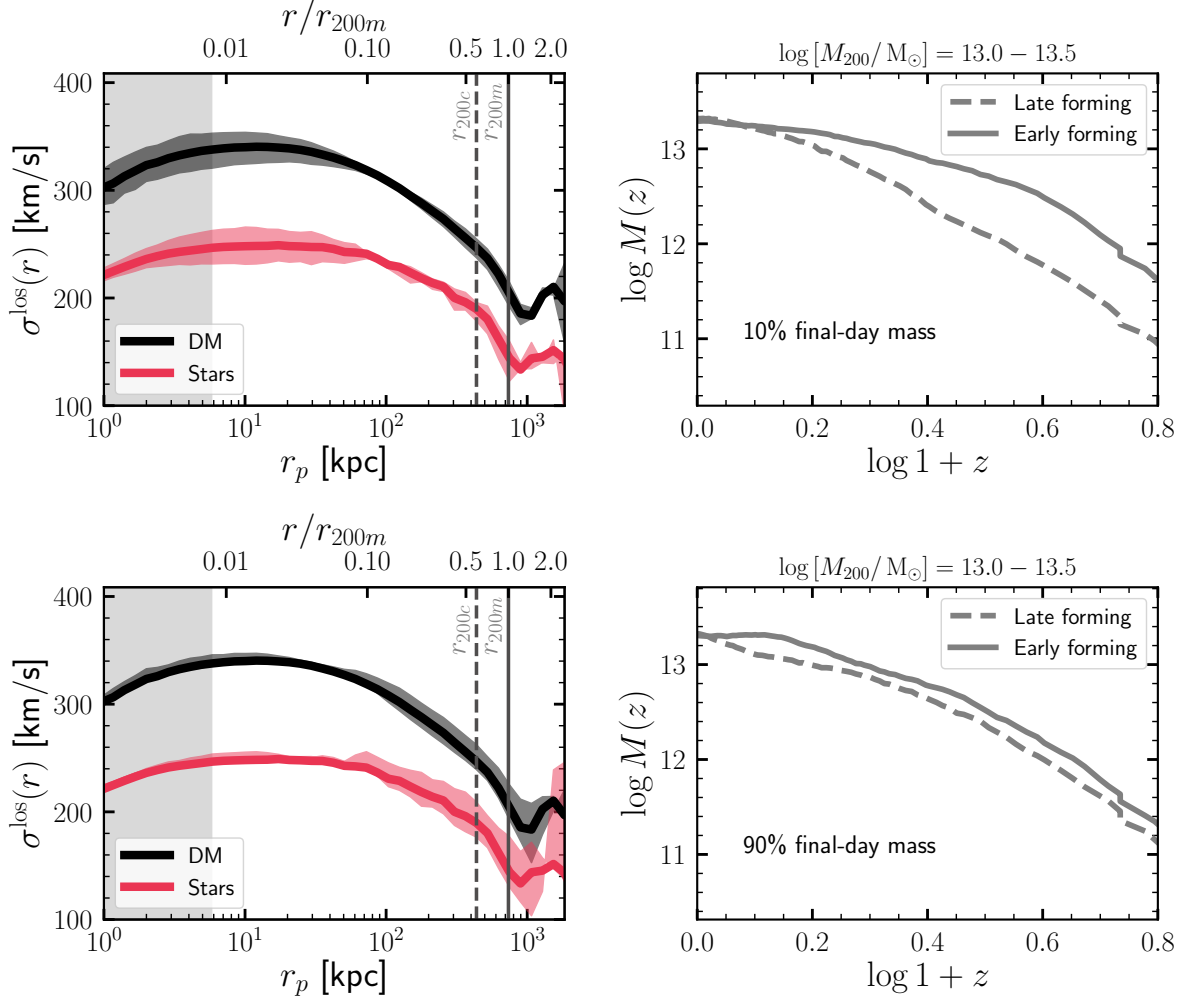 r/r200m
0.01 0.10 0.5 1.0 2.0
400
300
200
100
σ^los(r) [km/s]
r200c
r200m
DM
Stars
10^0 10^1 10^2 10^3
r_p [kpc]
log [M200/M⊙] = 13.0 − 13.5
13
12
11
log M(z)
Late forming
Early forming
10% final-day mass
0.0 0.2 0.4 0.6 0.8
log 1 + z
r/r200m
0.01 0.10 0.5 1.0 2.0
400
300
200
100
σ^los(r) [km/s]
r200c
r200m
DM
Stars
10^0 10^1 10^2 10^3
r_p [kpc]
log [M200/M⊙] = 13.0 − 13.5
13
12
11
log M(z)
Late forming
Early forming
90% final-day mass
0.0 0.2 0.4 0.6 0.8
log 1 + z